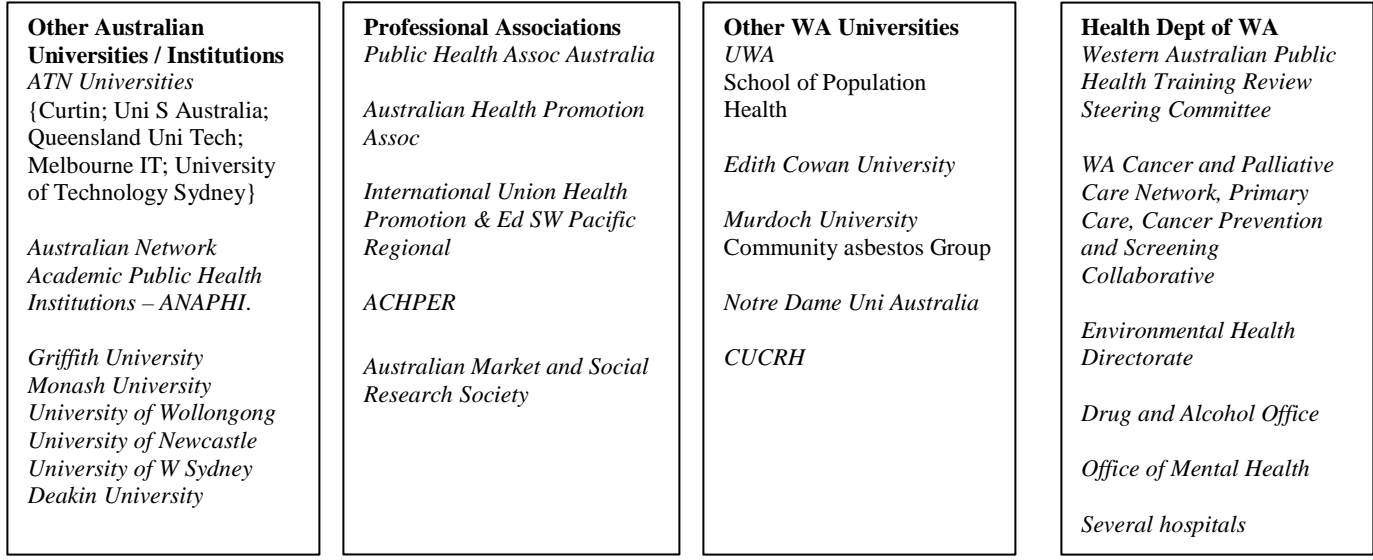 Other Australian
Universities / Institutions
ATN Universities
{Curtin; Uni S Australia;
Queensland Uni Tech;
Melbourne IT; University
of Technology Sydney}
Australian Network
Academic Public Health
Institutions – ANAPHI.
Griffith University
Monash University
University of Wollongong
University of Newcastle
University of W Sydney
Deakin University
Professional Associations
Public Health Assoc Australia
Australian Health Promotion
Assoc
International Union Health
Promotion & Ed SW Pacific
Regional
ACHPER
Australian Market and Social
Research Society
Other WA Universities
UWA
School of Population
Health
Edith Cowan University
Murdoch University
Community asbestos Group
Notre Dame Uni Australia
CUCRH
Health Dept of WA
Western Australian Public
Health Training Review
Steering Committee
WA Cancer and Palliative
Care Network, Primary
Care, Cancer Prevention
and Screening
Collaborative
Environmental Health
Directorate
Drug and Alcohol Office
Office of Mental Health
Several hospitals